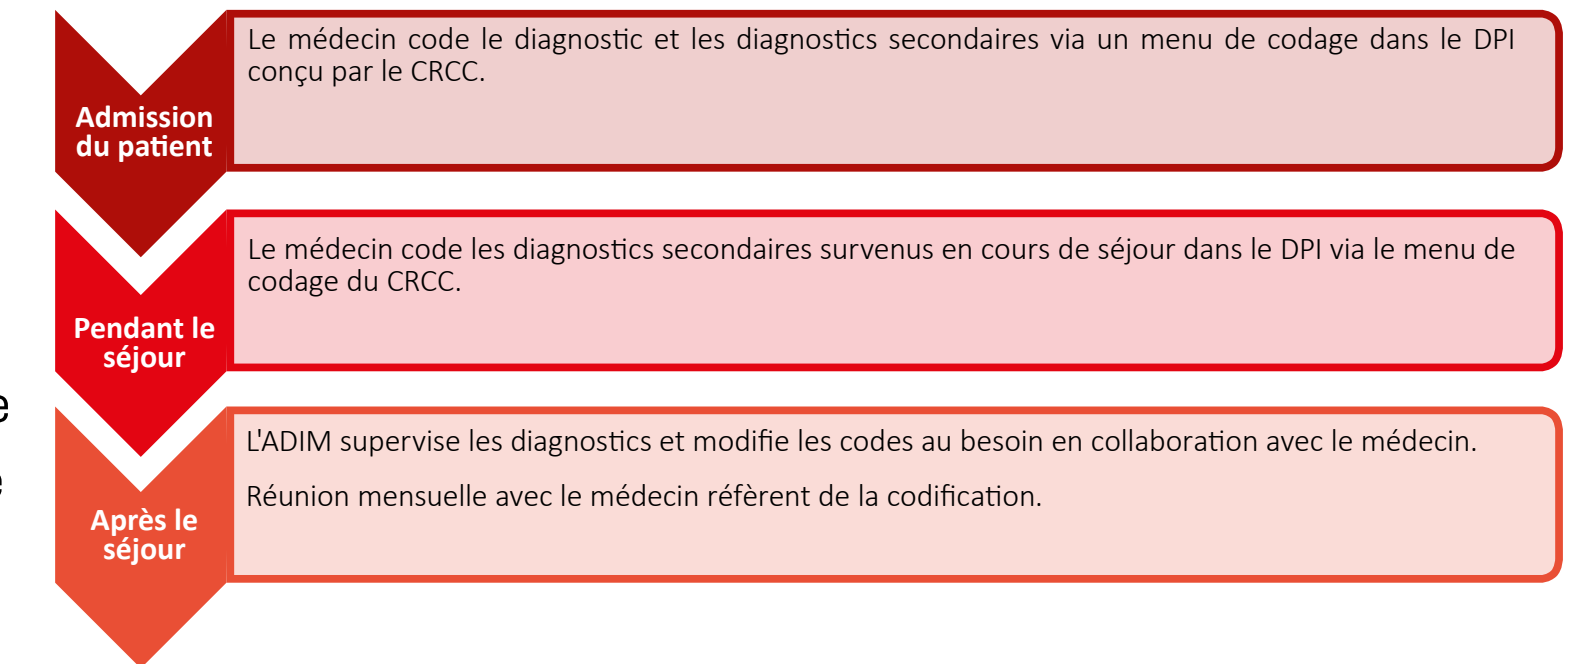 Admission
du patient
Le médecin code le diagnostic et les diagnostics secondaires via un menu de codage dans le DPI
conçu par le CRCC.
Pendant le
séjour
Le médecin code les diagnostics secondaires survenus en cours de séjour dans le DPI via le menu de
codage du CRCC.
e
e
Après le
séjour
L'ADIM supervise les diagnostics et modifie les codes au besoin en collaboration avec le médecin.
Réunion mensuelle avec le médecin réfèrent de la codification.